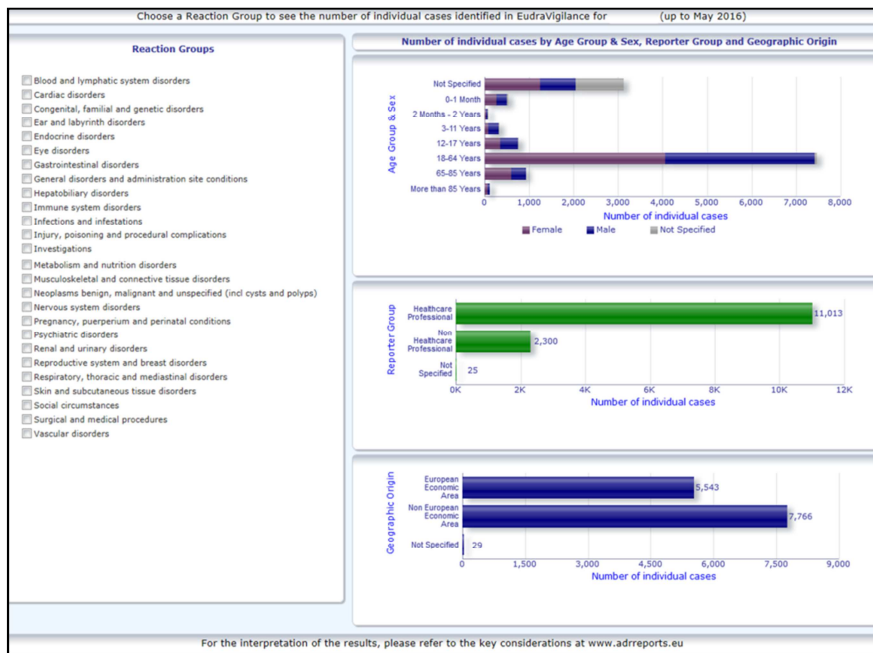 Choose a Reaction Group to see the number of individual cases identified in EudraVigilance for (up to May 2016)
Reaction Groups
Blood and lymphatic system disorders
Cardiac disorders
Congenital, familial and genetic disorders
Ear and labyrinth disorders
Endocrine disorders
Eye disorders
Gastrointestinal disorders
General disorders and administration site conditions
Hepatobiliary disorders
Immune system disorders
Infections and infestations
Injury, poisoning and procedural complications
Investigations
Metabolism and nutrition disorders
Musculoskeletal and connective tissue disorders
Neoplasms benign, malignant and unspecified (incl cysts and polyps)
Nervous system disorders
Pregnancy, puerperium and perinatal conditions
Psychiatric disorders
Renal and urinary disorders
Reproductive system and breast disorders
Respiratory, thoracic and mediastinal disorders
Skin and subcutaneous tissue disorders
Social circumstances
Surgical and medical procedures
Vascular disorders
Number of individual cases by Age Group & Sex, Reporter Group and Geographic Origin
Age Group & Sex
Not Specified
0-1 Month
2 Months - 2 Years
3-11 Years
12-17 Years
18-64 Years
65-85 Years
More than 85 Years
0 1,000 2,000 3,000 4,000 5,000 6,000 7,000 8,000
Number of individual cases
Female Male Not Specified
Reporter Group
Healthcare
Professional
11,013
Non
Healthcare
Professional
2,300
Not
Specified
25
0K 2K 4K 6K 8K 1K 12K
Number of individual cases
Geographic Origin
European
Economic
Area
5,543
Non European
Economic
Area
7,766
Not Specified
29
0 1,500 3,000 4,500 6,000 7,500 9,000
Number of individual cases
For the interpretation of the results, please refer to the key considerations at www.adrreports.eu